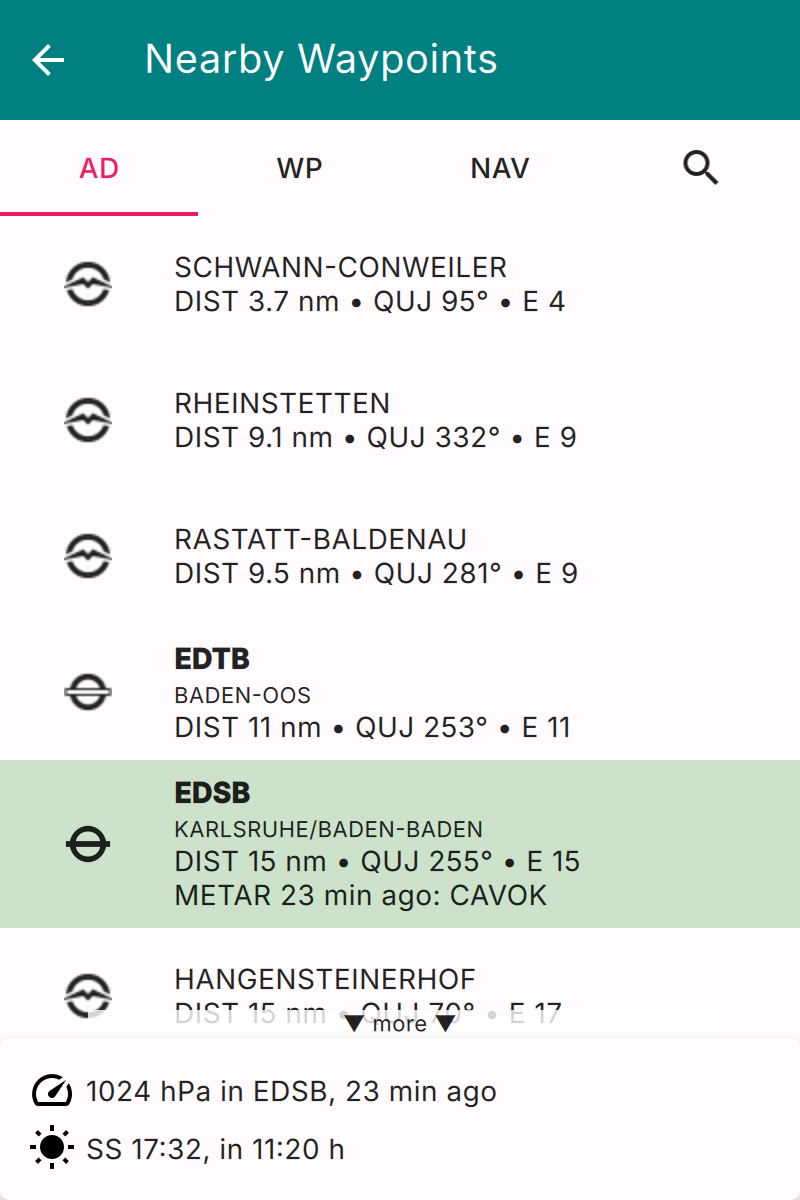 Nearby Waypoints
AD WP NAV
SCHWANN-CONWEILER
DIST 3.7 nm • QUJ 95° • E 4
RHEINSTETTEN
DIST 9.1 nm • QUJ 332° • E 9
RASTATT-BALDENAU
DIST 9.5 nm • QUJ 281° • E 9
EDTB
BADEN-OOS
DIST 11 nm • QUJ 253° • E 11
EDSB
KARLSRUHE/BADEN-BADEN
DIST 15 nm • QUJ 255° • E 15
METAR 23 min ago: CAVOK
HANGENSTEINERHOF
DIST 15 nm • QUJ 70° • E 17
▼ more ▼
1024 hPa in EDSB, 23 min ago
SS 17:32, in 11:20 h